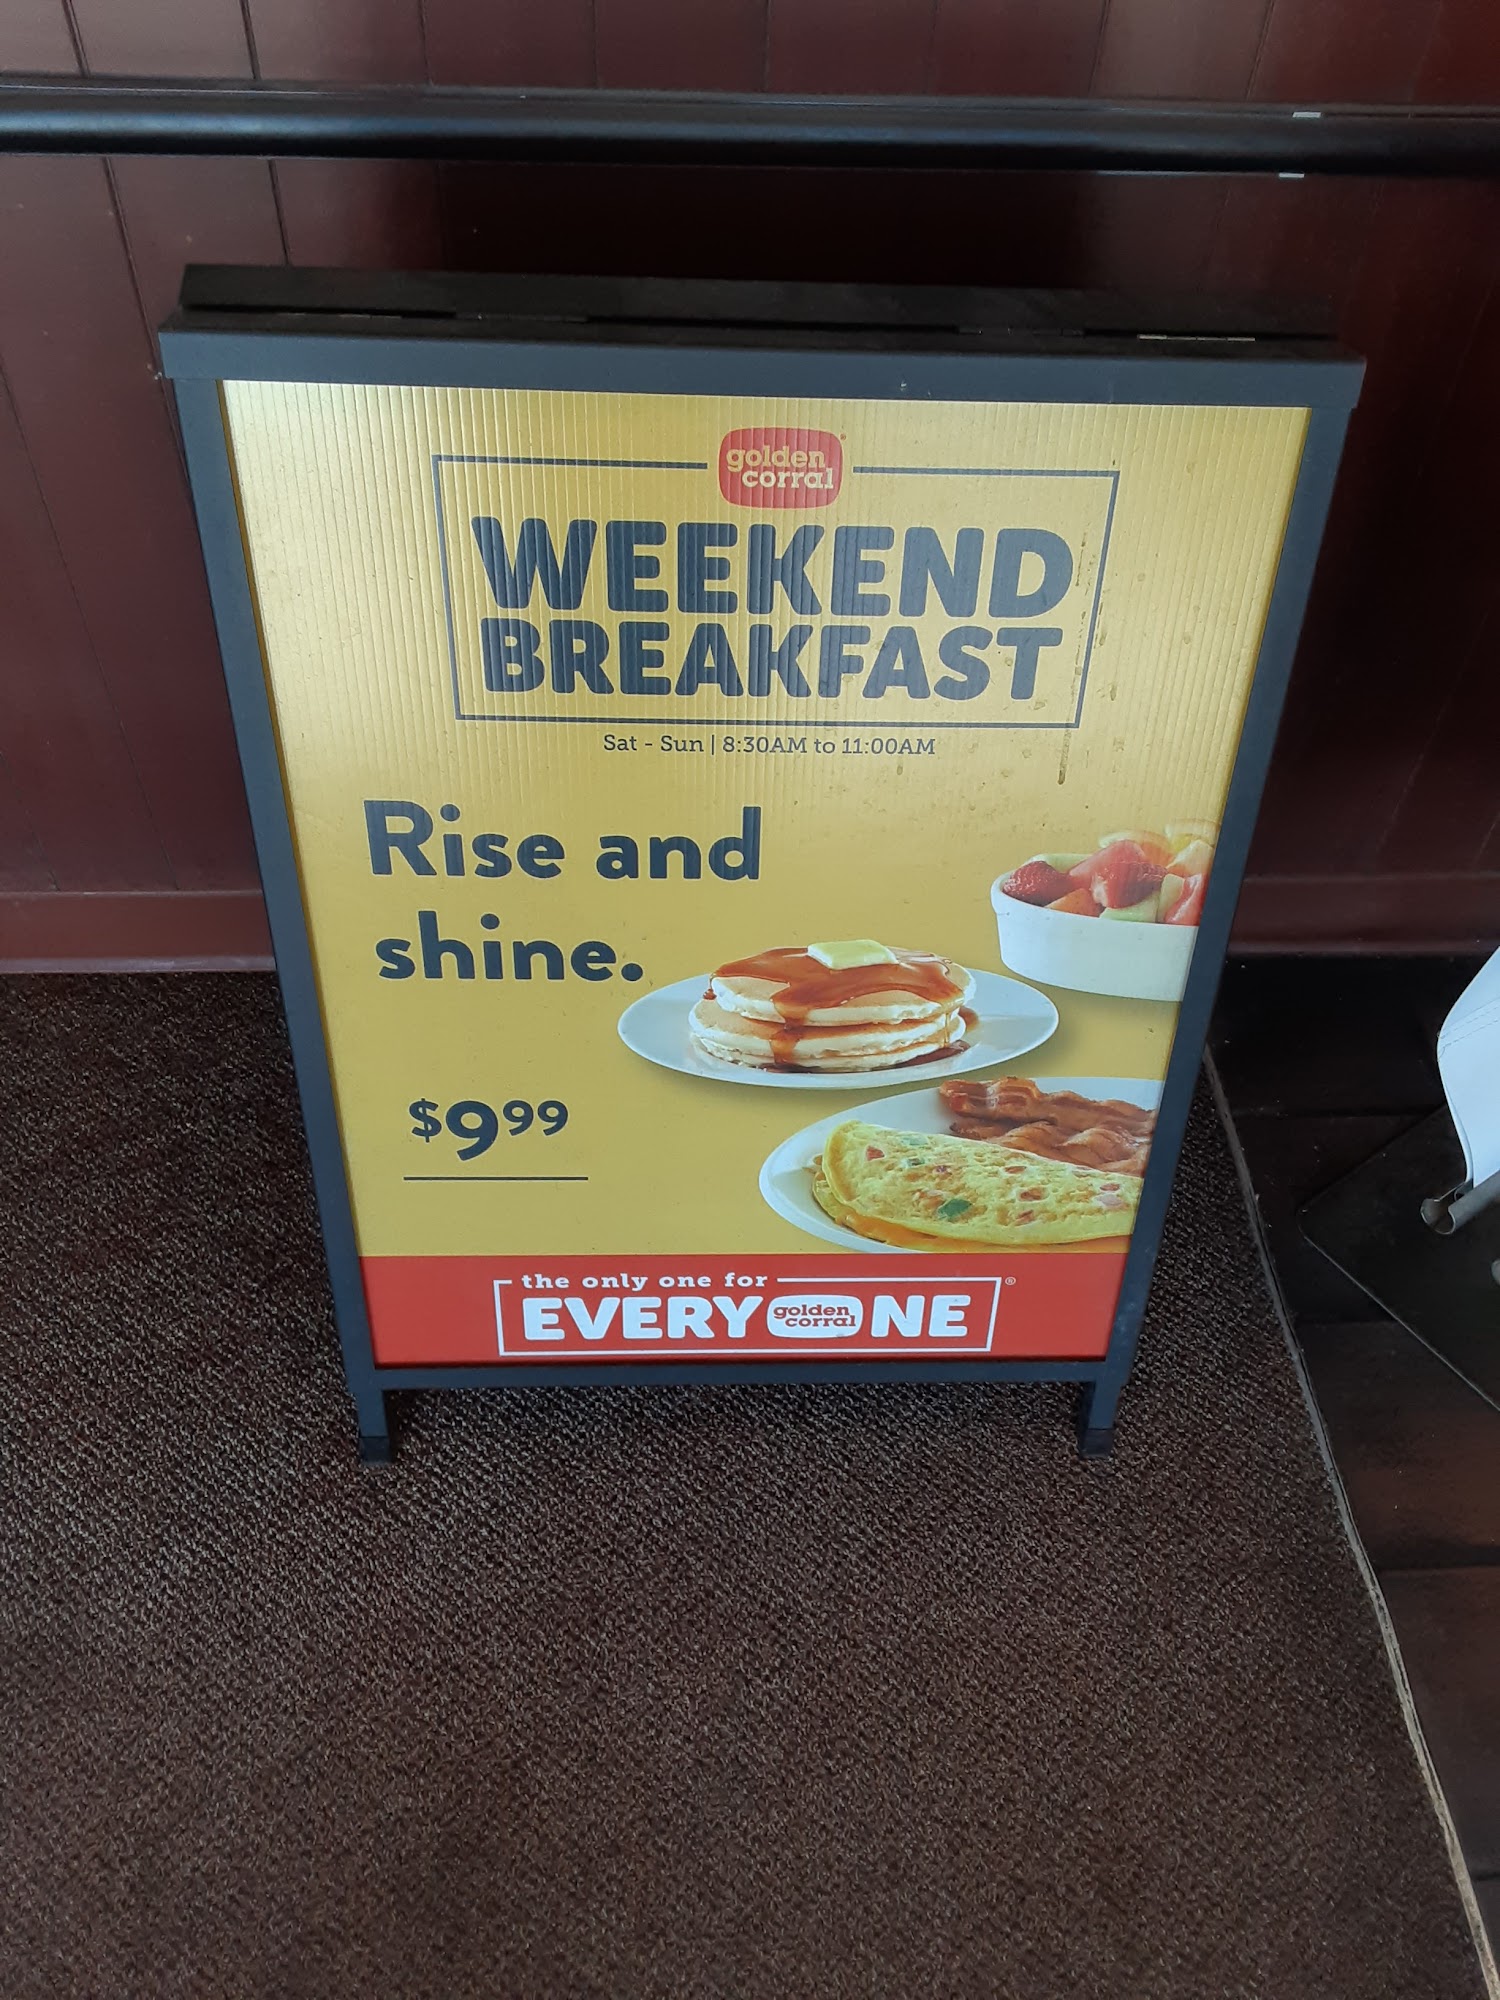 golden
corral
WEEKEND
BREAKFAST
Sat - Sun | 8:30AM to 11:00AM
Rise and
shine.
$999
the only one for
EVERY golden corral NE ®